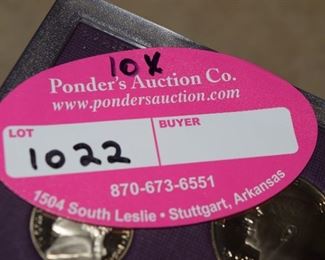 10X
Ponder's Auction Co.
www.pondersauction.com
LOT
BUYER
1022
870-673-6551
1504 South Leslie • Stuttgart, Arkansas